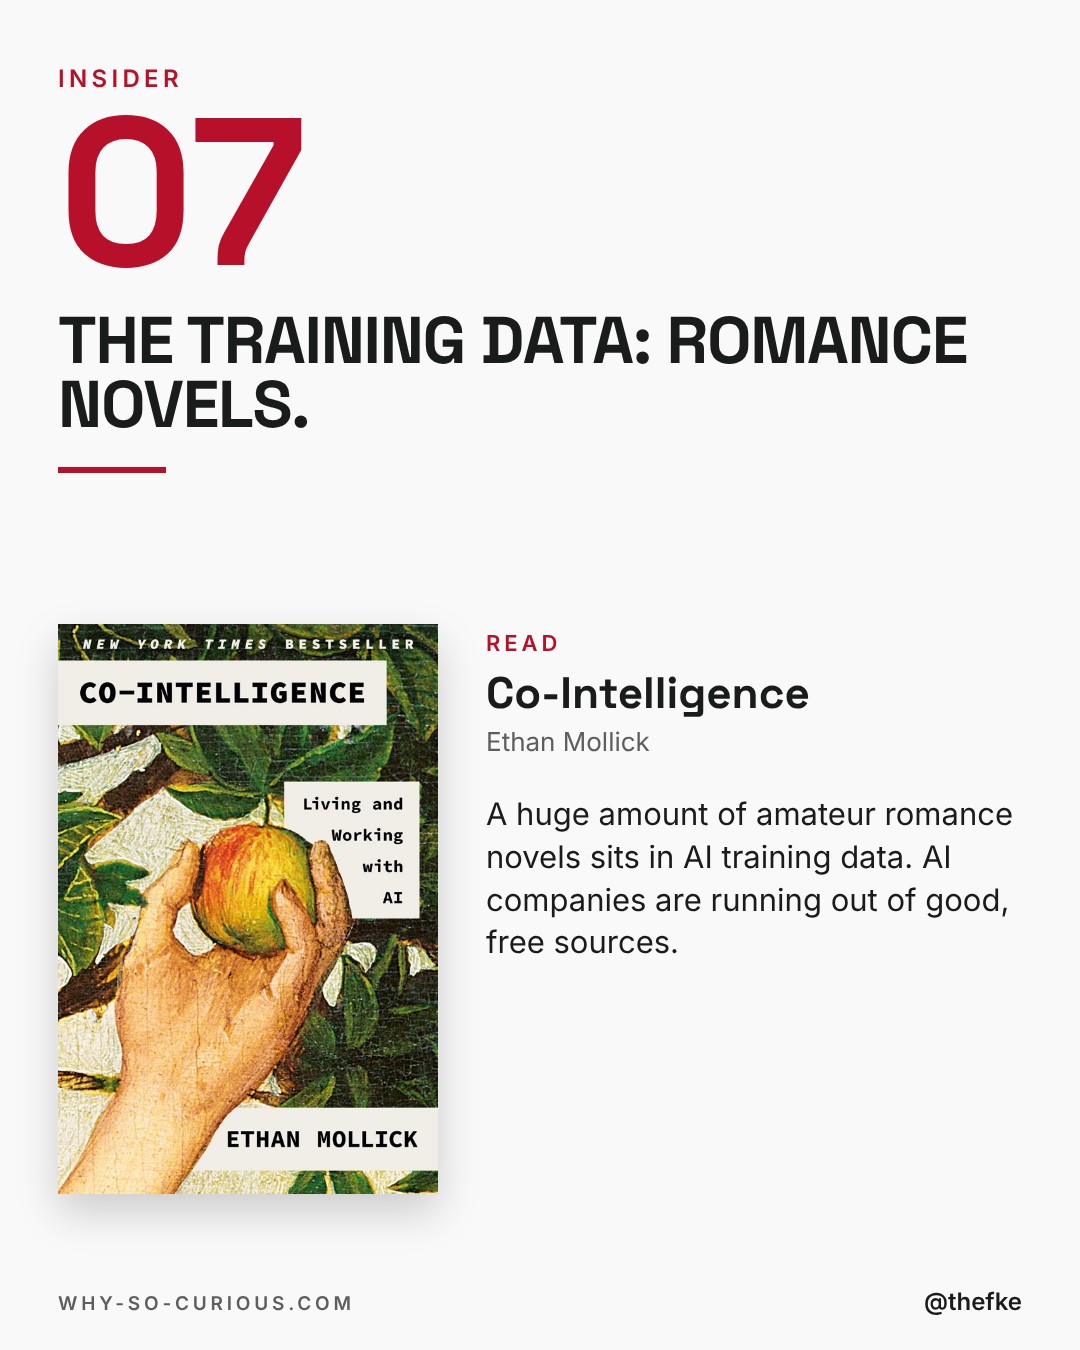 INSIDER
07
THE TRAINING DATA: ROMANCE
NOVELS.
NEW YORK TIMES BESTSELLER
CO-INTELLIGENCE
Living and
Working
with
AI
ETHAN MOLLICK
READ
Co-Intelligence
Ethan Mollick
A huge amount of amateur romance
novels sits in AI training data. AI
companies are running out of good,
free sources.
WHY-SO-CURIOUS.COM
@thefke